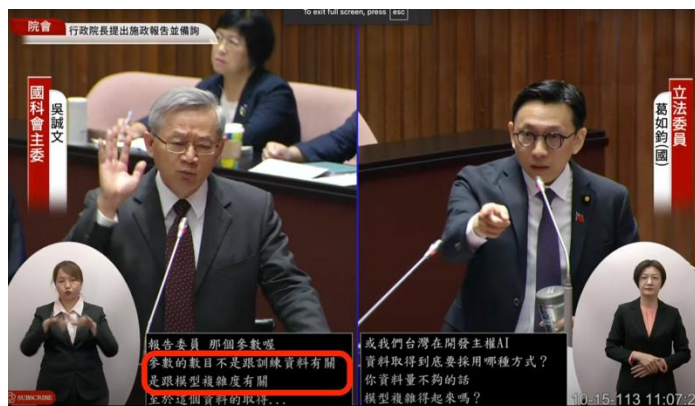 To exit full screen, press esc
院會
行政院長提出施政報告並備詢
國科會主委
吳誠文
立法委員
葛如鈞(國)
報告委員 那個參數喔
參數的數目不是跟訓練資料有關
是跟模型複雜度有關
至於這個資料的取得...
或我們台灣在開發主權AI
資料取得到底要採用哪種方式?
你資料量不夠的話
模型複雜得起來嗎?
SUBSCRIBE
10-15-113 11:07:2